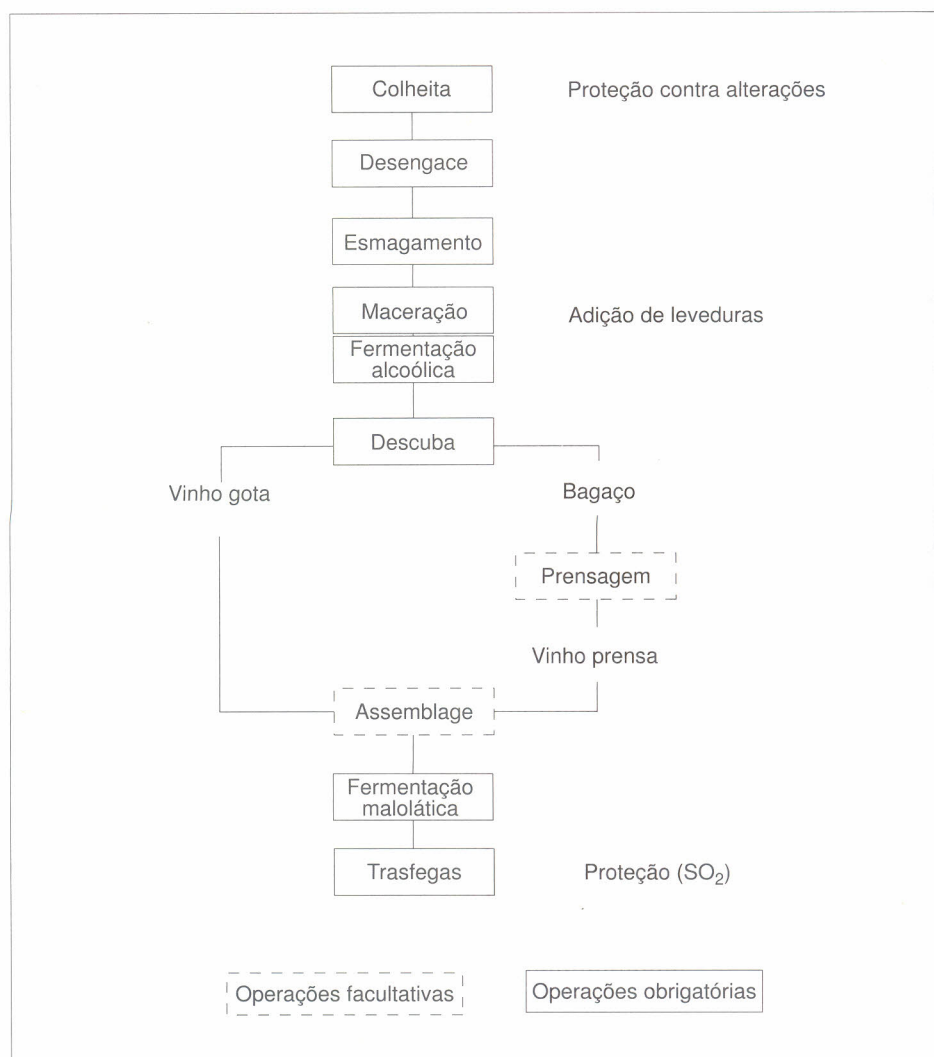 Colheita
Proteção contra alterações
Desengace
Esmagamento
Maceração
Adição de leveduras
Fermentação
alcoólica
Descuba
Vinho gota
Bagaço
Prensagem
Vinho prensa
Assemblage
Fermentação
malolática
Trasfegas
Proteção (SO₂)
Operações facultativas
Operações obrigatórias